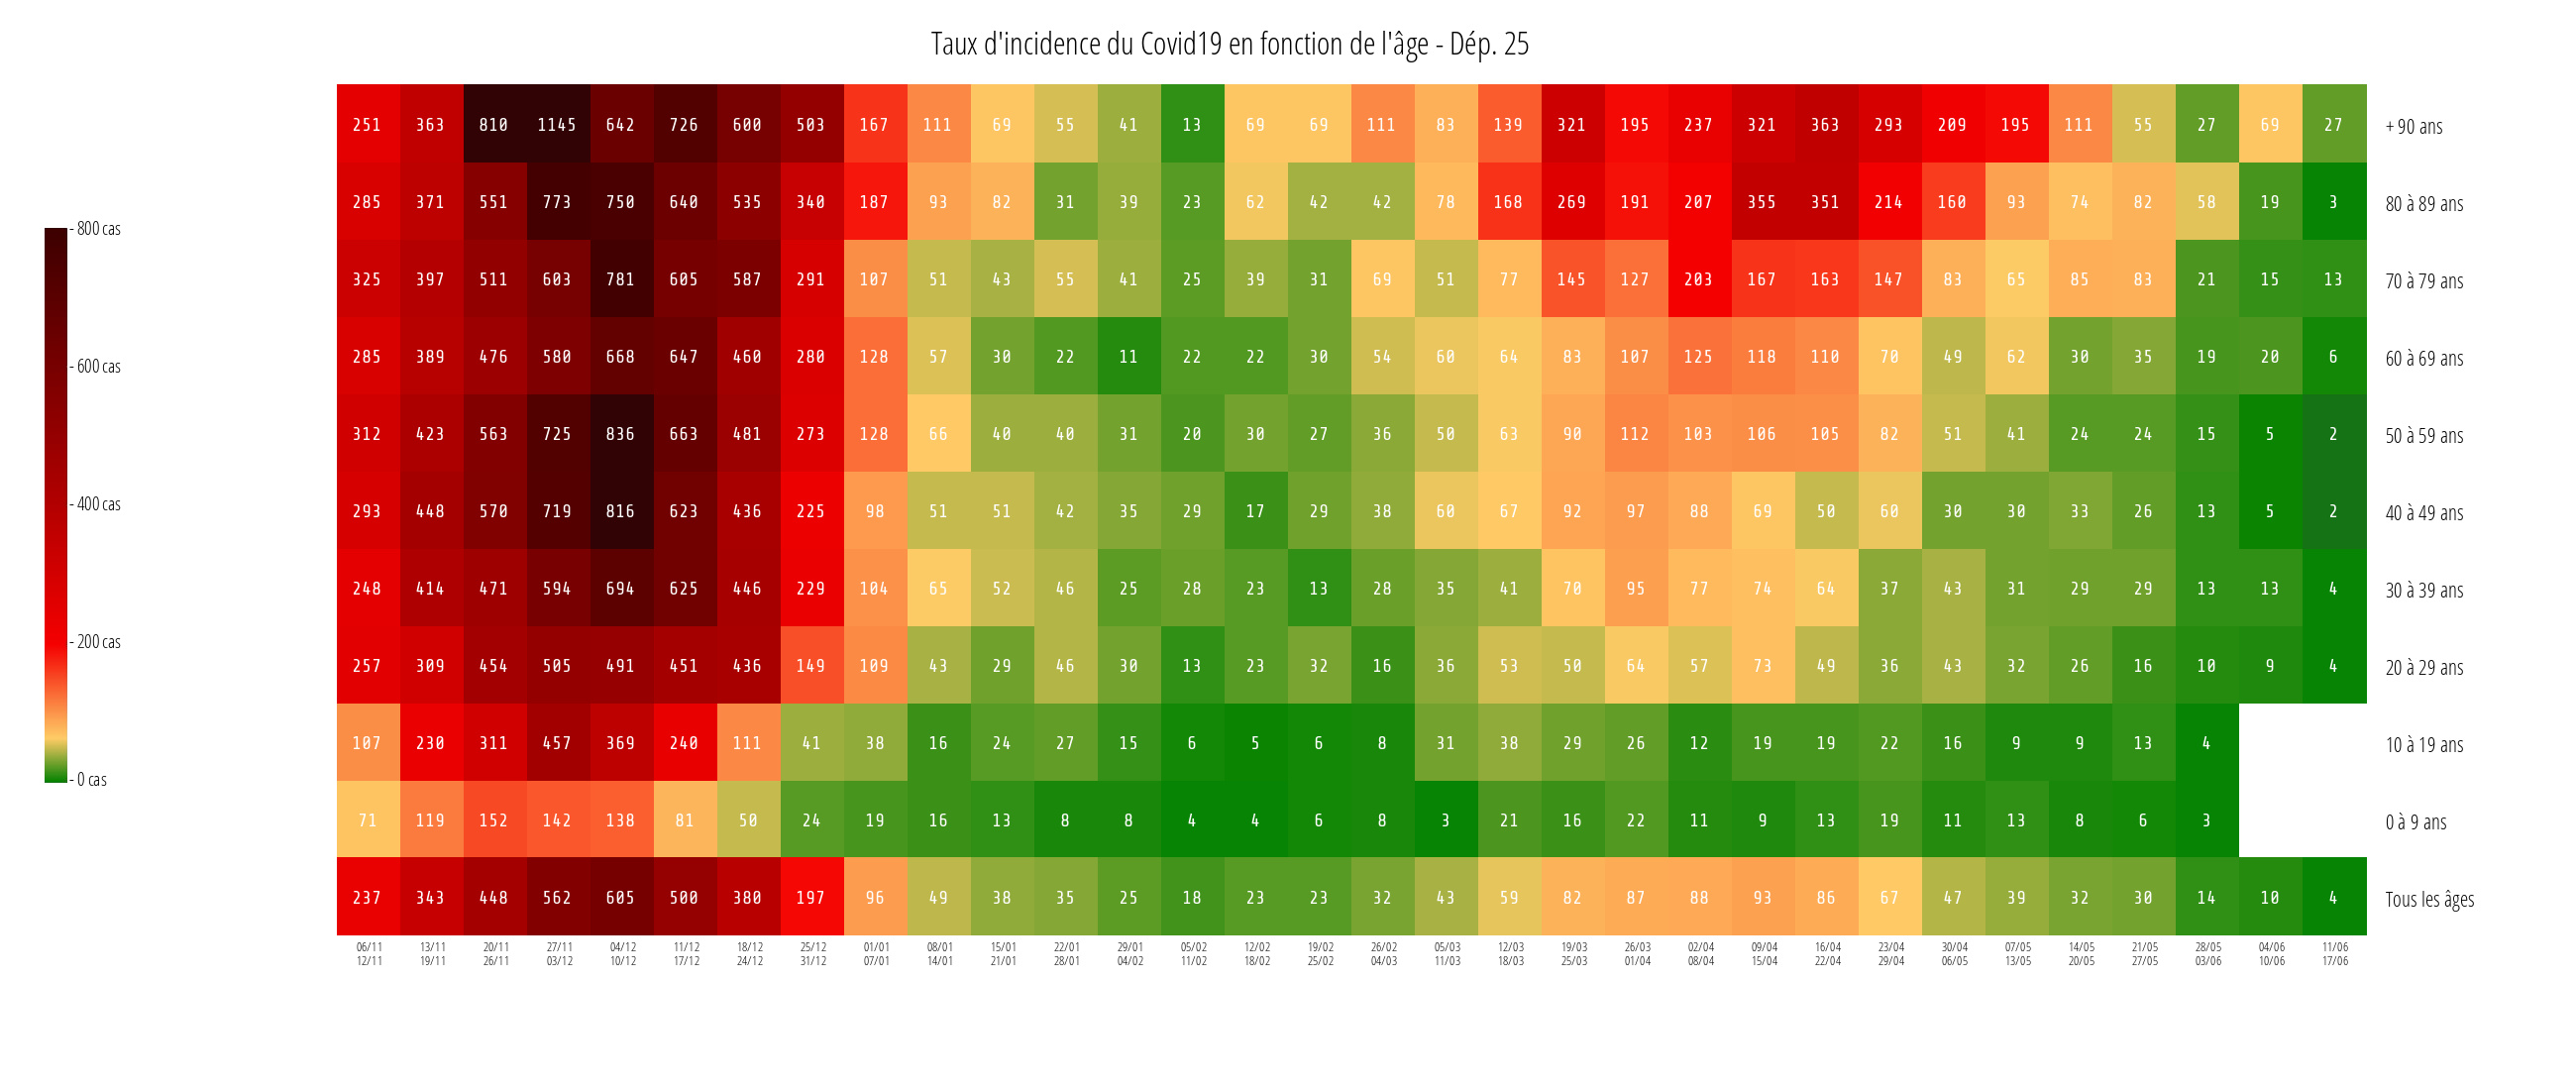 Taux d'incidence du Covid19 en fonction de l'âge - Dép. 25
- 800 cas
- 600 cas
- 400 cas
- 200 cas
- 0 cas
251 363 810 1145 642 726 600 503 167 111 69 55 41 13 69 69 111 83 139 321 195 237 321 363 293 209 195 111 55 27 69 27 + 90 ans
285 371 551 773 750 640 535 340 187 93 82 31 39 23 62 42 42 78 168 269 191 207 355 351 214 160 93 74 82 58 19 3 80 à 89 ans
325 397 511 603 781 605 587 291 107 51 43 55 41 25 39 31 69 51 77 145 127 203 167 163 147 83 65 85 83 21 15 13 70 à 79 ans
285 389 476 580 668 647 460 280 128 57 30 22 11 22 22 30 54 60 64 83 107 125 118 110 70 49 62 30 35 19 20 6 60 à 69 ans
312 423 563 725 836 663 481 273 128 66 40 40 31 20 30 27 36 50 63 90 112 103 106 105 82 51 41 24 24 15 5 2 50 à 59 ans
293 448 570 719 816 623 436 225 98 51 51 42 35 29 17 29 38 60 67 92 97 88 69 50 60 30 30 33 26 13 5 2 40 à 49 ans
248 414 471 594 694 625 446 229 104 65 52 46 25 28 23 13 28 35 41 70 95 77 74 64 37 43 31 29 29 13 13 4 30 à 39 ans
257 309 454 505 491 451 436 149 109 43 29 46 30 13 23 32 16 36 53 50 64 57 73 49 36 43 32 26 16 10 9 4 20 à 29 ans
107 230 311 457 369 240 111 41 38 16 24 27 15 6 5 6 8 31 38 29 26 12 19 19 22 16 9 9 13 4 10 à 19 ans
71 119 152 142 138 81 50 24 19 16 13 8 8 4 4 6 8 3 21 16 22 11 9 13 19 11 13 8 6 3 0 à 9 ans
237 343 448 562 605 500 380 197 96 49 38 35 25 18 23 23 32 43 59 82 87 88 93 86 67 47 39 32 30 14 10 4 Tous les âges
06/11 13/11 20/11 27/11 04/12 11/12 18/12 25/12 01/01 08/01 15/01 22/01 29/01 05/02 12/02 19/02 26/02 05/03 12/03 19/03 26/03 02/04 09/04 16/04 23/04 30/04 07/05 14/05 21/05 28/05 04/06 11/06
12/11 19/11 26/11 03/12 10/12 17/12 24/12 31/12 07/01 14/01 21/01 28/01 04/02 11/02 18/02 25/02 04/03 11/03 18/03 25/03 01/04 08/04 15/04 22/04 29/04 06/05 13/05 20/05 27/05 03/06 10/06 17/06